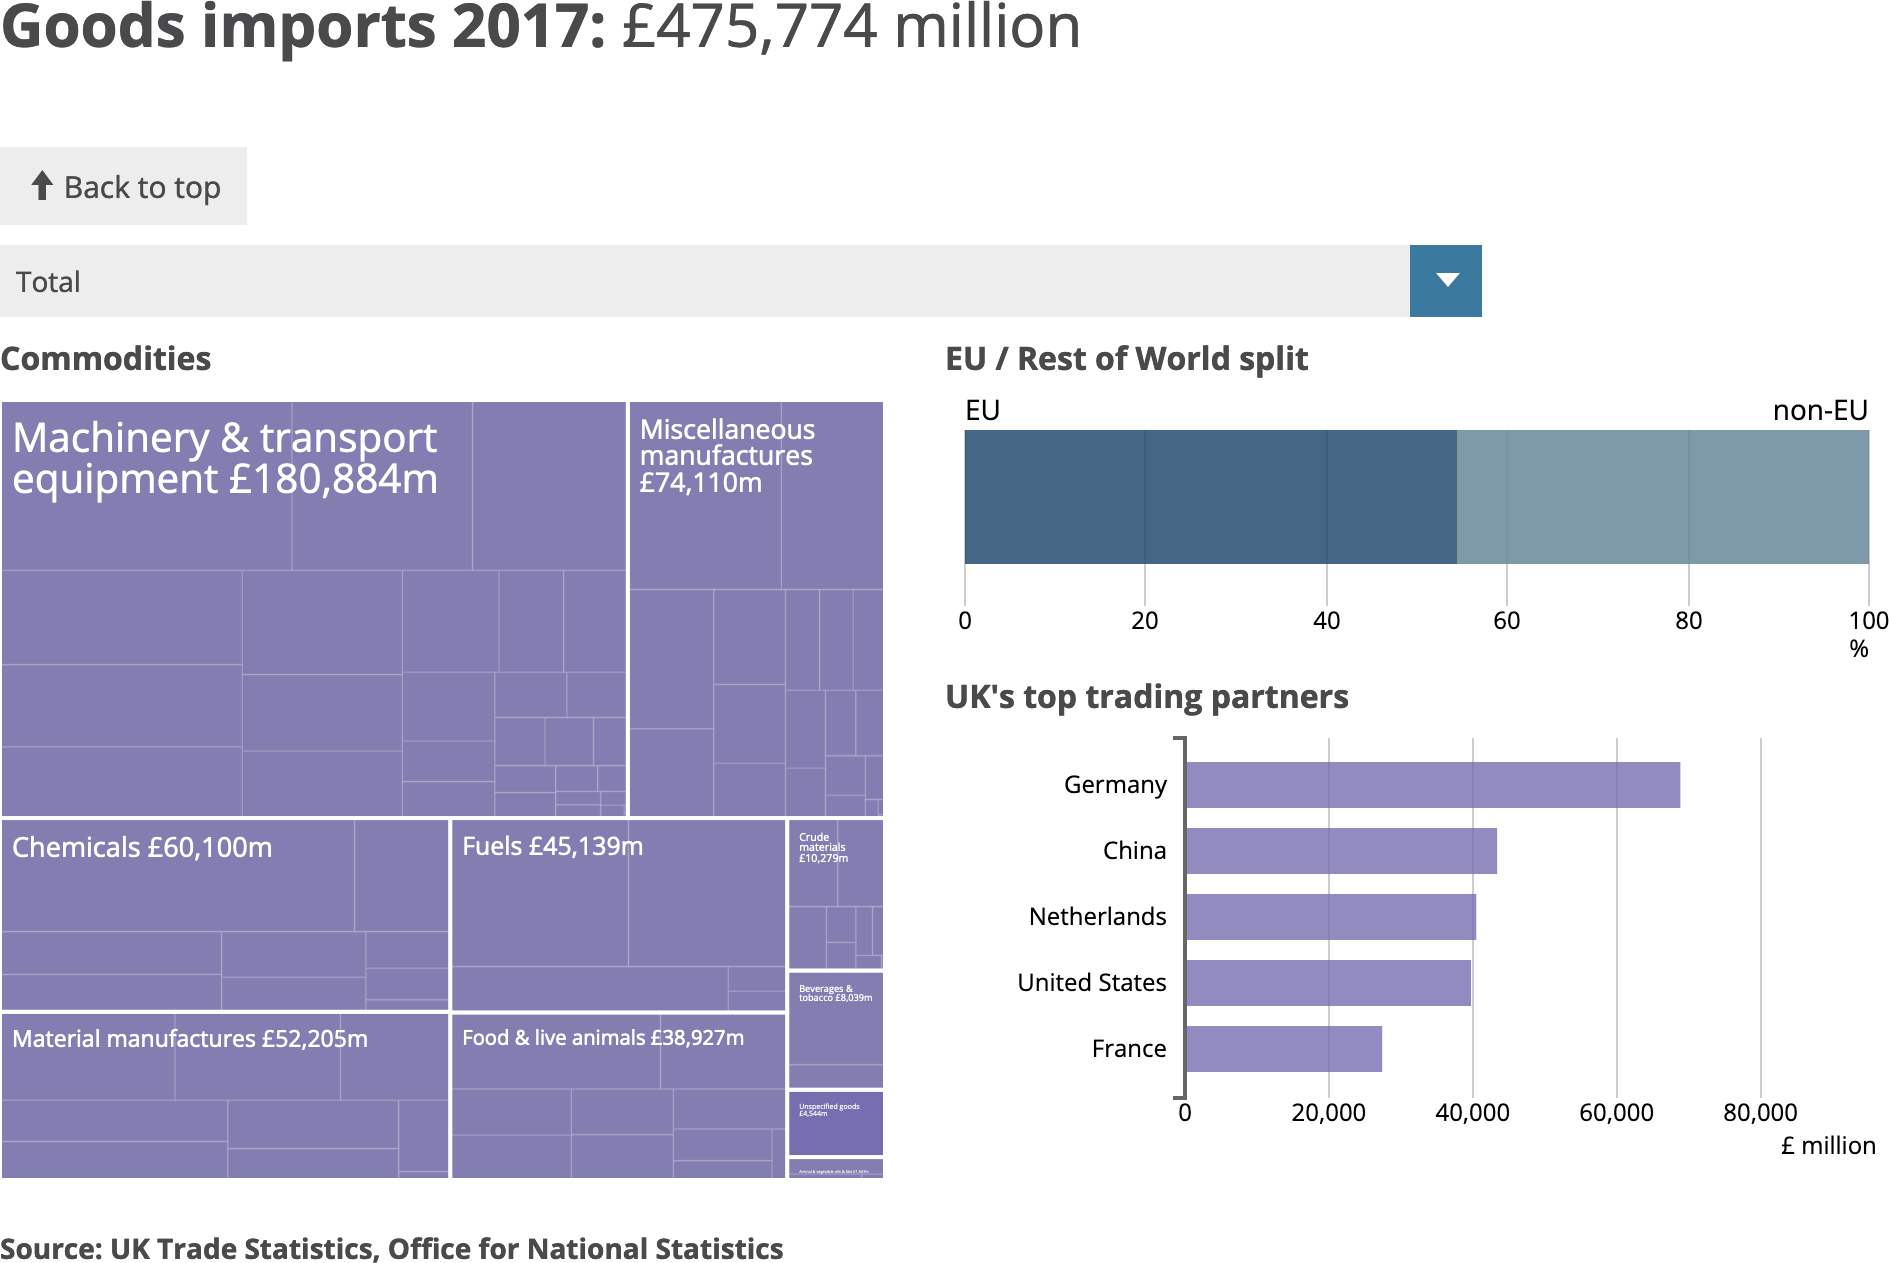 Goods imports 2017: £475,774 million
Back to top
Total
Commodities
Machinery & transport
equipment £180,884m
Miscellaneous
manufactures
£74,110m
Chemicals £60,100m
Fuels £45,139m
Crude
materials
£10,279m
Beverages &
tobacco £8,039m
Material manufactures £52,205m
Food & live animals £38,927m
Unspecified goods
£4,544m
Animal & vegetable oils & fats
EU / Rest of World split
EU
non-EU
0 20 40 60 80 100
%
UK's top trading partners
Germany
China
Netherlands
United States
France
0 20,000 40,000 60,000 80,000
£ million
Source: UK Trade Statistics, Office for National Statistics